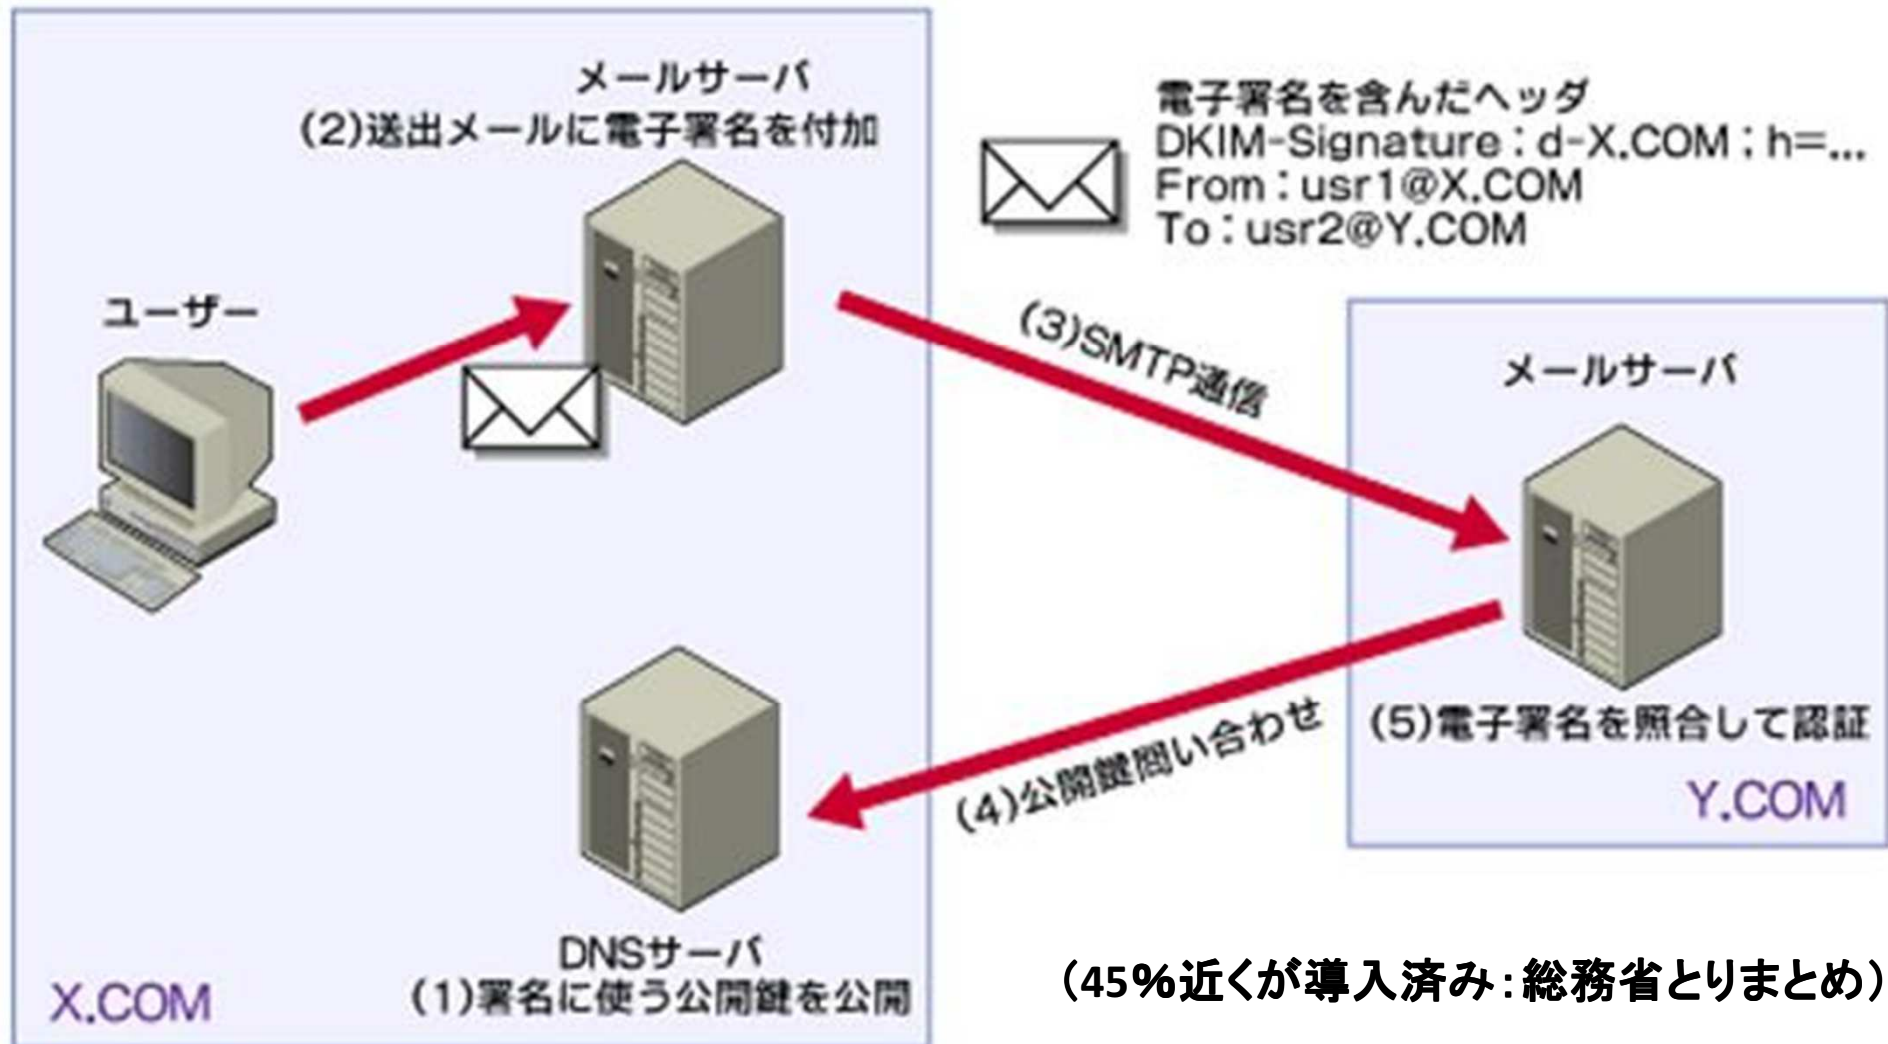 メールサーバ
(2)送出メールに電子署名を付加
電子署名を含んだヘッダ
DKIM-Signature：d-X.COM；h=...
From：usr1@X.COM
To：usr2@Y.COM
ユーザー
(3)SMTP通信
メールサーバ
(4)公開鍵問い合わせ
(5)電子署名を照合して認証
Y.COM
DNSサーバ
(1)署名に使う公開鍵を公開
X.COM
（45％近くが導入済み：総務省とりまとめ）